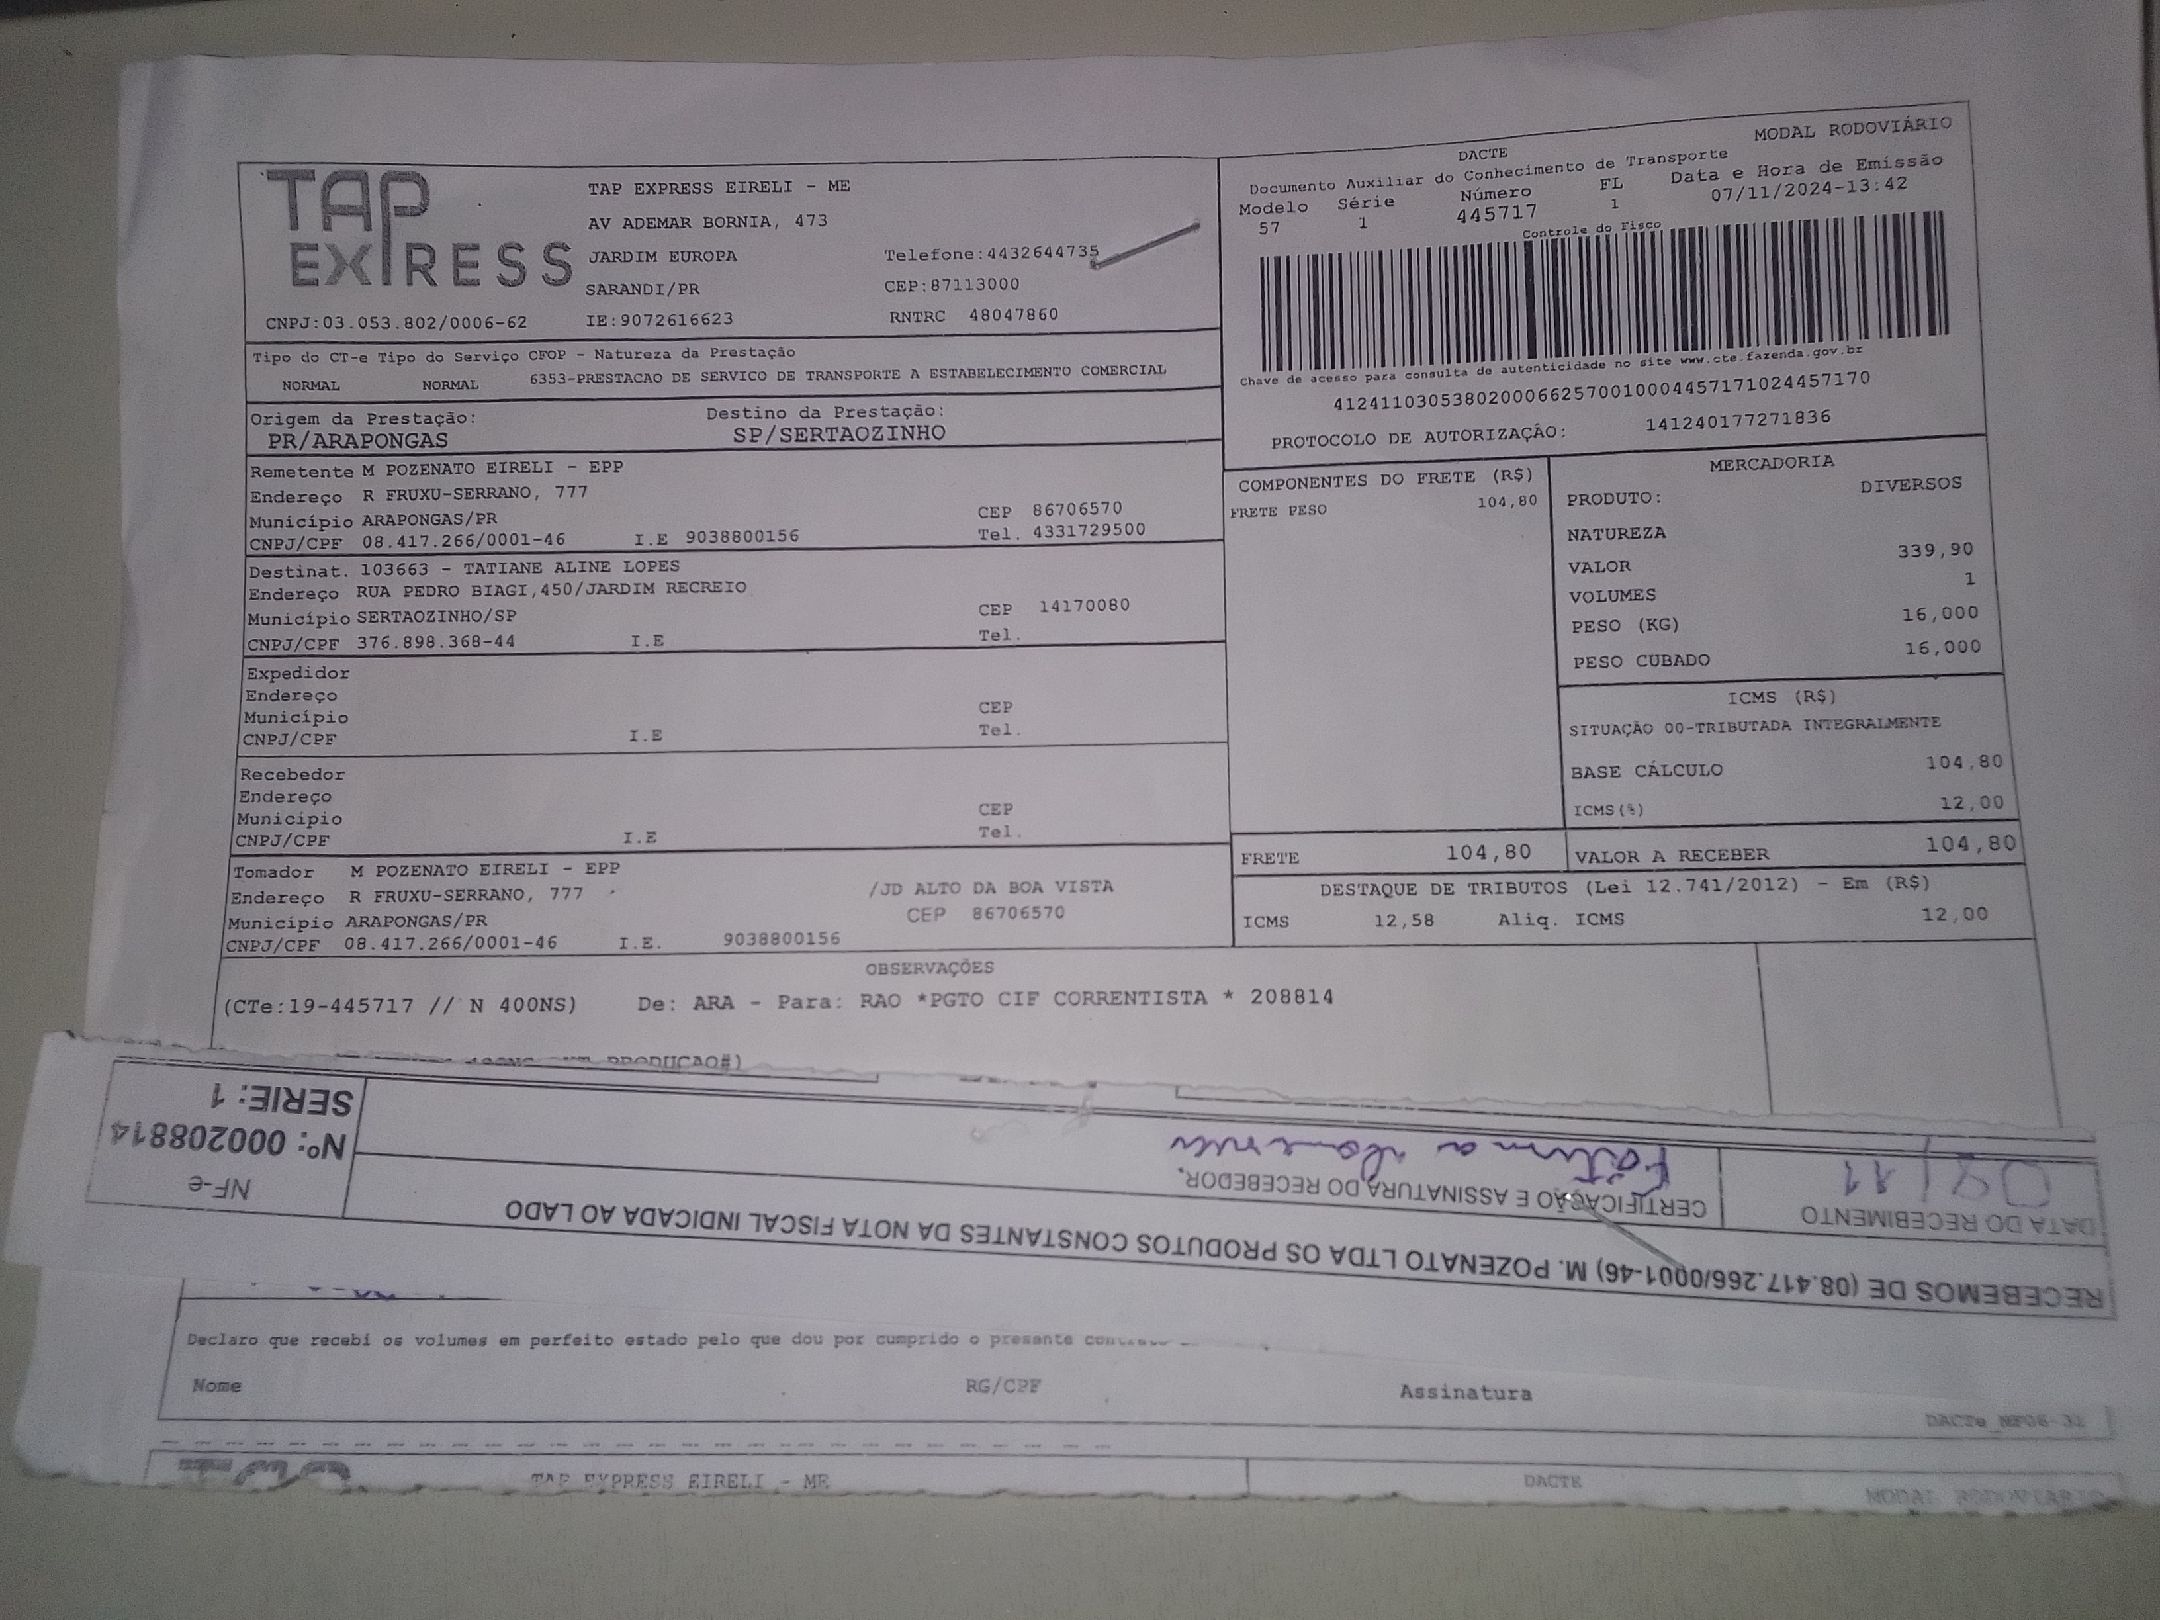 TAP
EXPRESS
TAP EXPRESS EIRELI - ME
AV ADEMAR BORNIA, 473
JARDIM EUROPA Telefone:4432644735
SARANDI/PR CEP:87113000
CNPJ:03.053.802/0006-62 IE:9072616623 RNTRC 48047860
DACTE MODAL RODOVIÁRIO
Documento Auxiliar do Conhecimento de Transporte
Modelo Série Número FL Data e Hora de Emissão
57 1 445717 1 07/11/2024-13:42
Controle do Fisco
Chave de acesso para consulta de autenticidade no site www.cte.fazenda.gov.br
41241103053802000662570010004457171024457170
PROTOCOLO DE AUTORIZAÇÃO: 141240177271836
Tipo do CT-e Tipo do Serviço CFOP - Natureza da Prestação
NORMAL NORMAL 6353-PRESTACAO DE SERVICO DE TRANSPORTE A ESTABELECIMENTO COMERCIAL
Origem da Prestação: Destino da Prestação:
PR/ARAPONGAS SP/SERTAOZINHO
Remetente M POZENATO EIRELI - EPP
Endereço R FRUXU-SERRANO, 777
Município ARAPONGAS/PR CEP 86706570
CNPJ/CPF 08.417.266/0001-46 I.E 9038800156 Tel. 4331729500
Destinat. 103663 - TATIANE ALINE LOPES
Endereço RUA PEDRO BIAGI,450/JARDIM RECREIO
Município SERTAOZINHO/SP CEP 14170080
CNPJ/CPF 376.898.368-44 I.E Tel.
Expedidor
Endereço
Município CEP
CNPJ/CPF I.E Tel.
Recebedor
Endereço
Município CEP
CNPJ/CPF I.E Tel.
Tomador M POZENATO EIRELI - EPP
Endereço R FRUXU-SERRANO, 777 /JD ALTO DA BOA VISTA
Município ARAPONGAS/PR CEP 86706570
CNPJ/CPF 08.417.266/0001-46 I.E. 9038800156
COMPONENTES DO FRETE (R$)
FRETE PESO 104,80
MERCADORIA
PRODUTO: DIVERSOS
NATUREZA
VALOR 339,90
VOLUMES 1
PESO (KG) 16,000
PESO CUBADO 16,000
ICMS (R$)
SITUAÇÃO 00-TRIBUTADA INTEGRALMENTE
BASE CÁLCULO 104,80
ICMS(%) 12,00
FRETE 104,80 VALOR A RECEBER 104,80
DESTAQUE DE TRIBUTOS (Lei 12.741/2012) - Em (R$)
ICMS 12,58 Aliq. ICMS 12,00
OBSERVAÇÕES
(CTe:19-445717 // N 400NS) De: ARA - Para: RAO *PGTO CIF CORRENTISTA * 208814
PRODUCAO#)
RECEBEMOS DE (08.417.266/0001-46) M. POZENATO LTDA OS PRODUTOS CONSTANTES DA NOTA FISCAL INDICADA AO LADO
DATA DO RECEBIMENTO
CERTIFICAÇÃO E ASSINATURA DO RECEBEDOR.
Fátima
NF-e
Nº: 000208814
SERIE: 1
Declaro que recebi os volumes em perfeito estado pelo que dou por cumprido o presente
Nome RG/CPF Assinatura
TAP EXPRESS EIRELI - ME DACTE MODAL RODOVIARIO